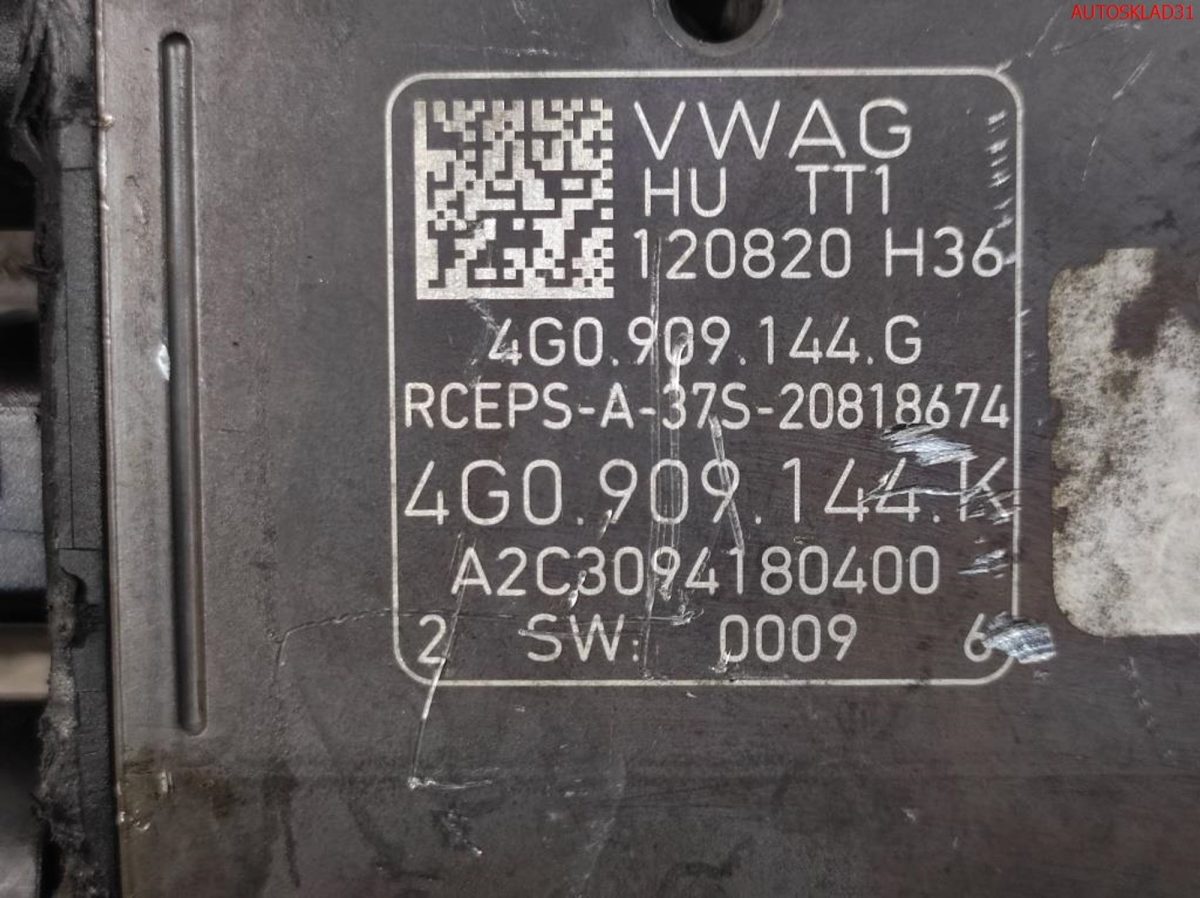 AUTOSKLAD31
VWAG
HU TT1
120820 H36
4G0.909.144.G
RCEPS-A-37S-20818674
4G0.909.144.K
A2C3094180400
2 SW: 0009 6